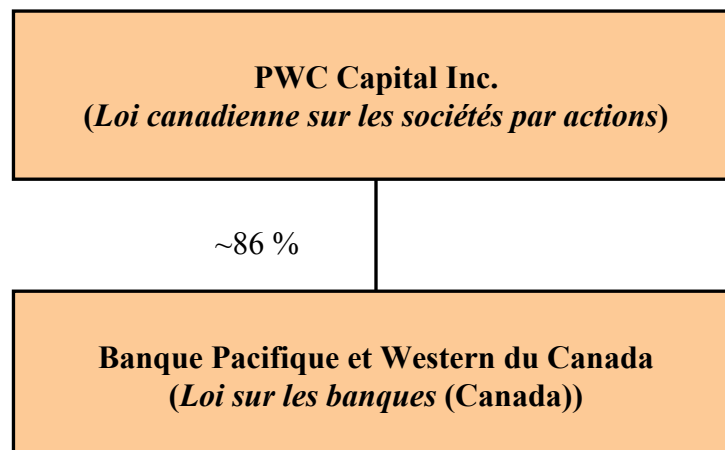 PWC Capital Inc.
(Loi canadienne sur les sociétés par actions)
~86 %
Banque Pacifique et Western du Canada
(Loi sur les banques (Canada))